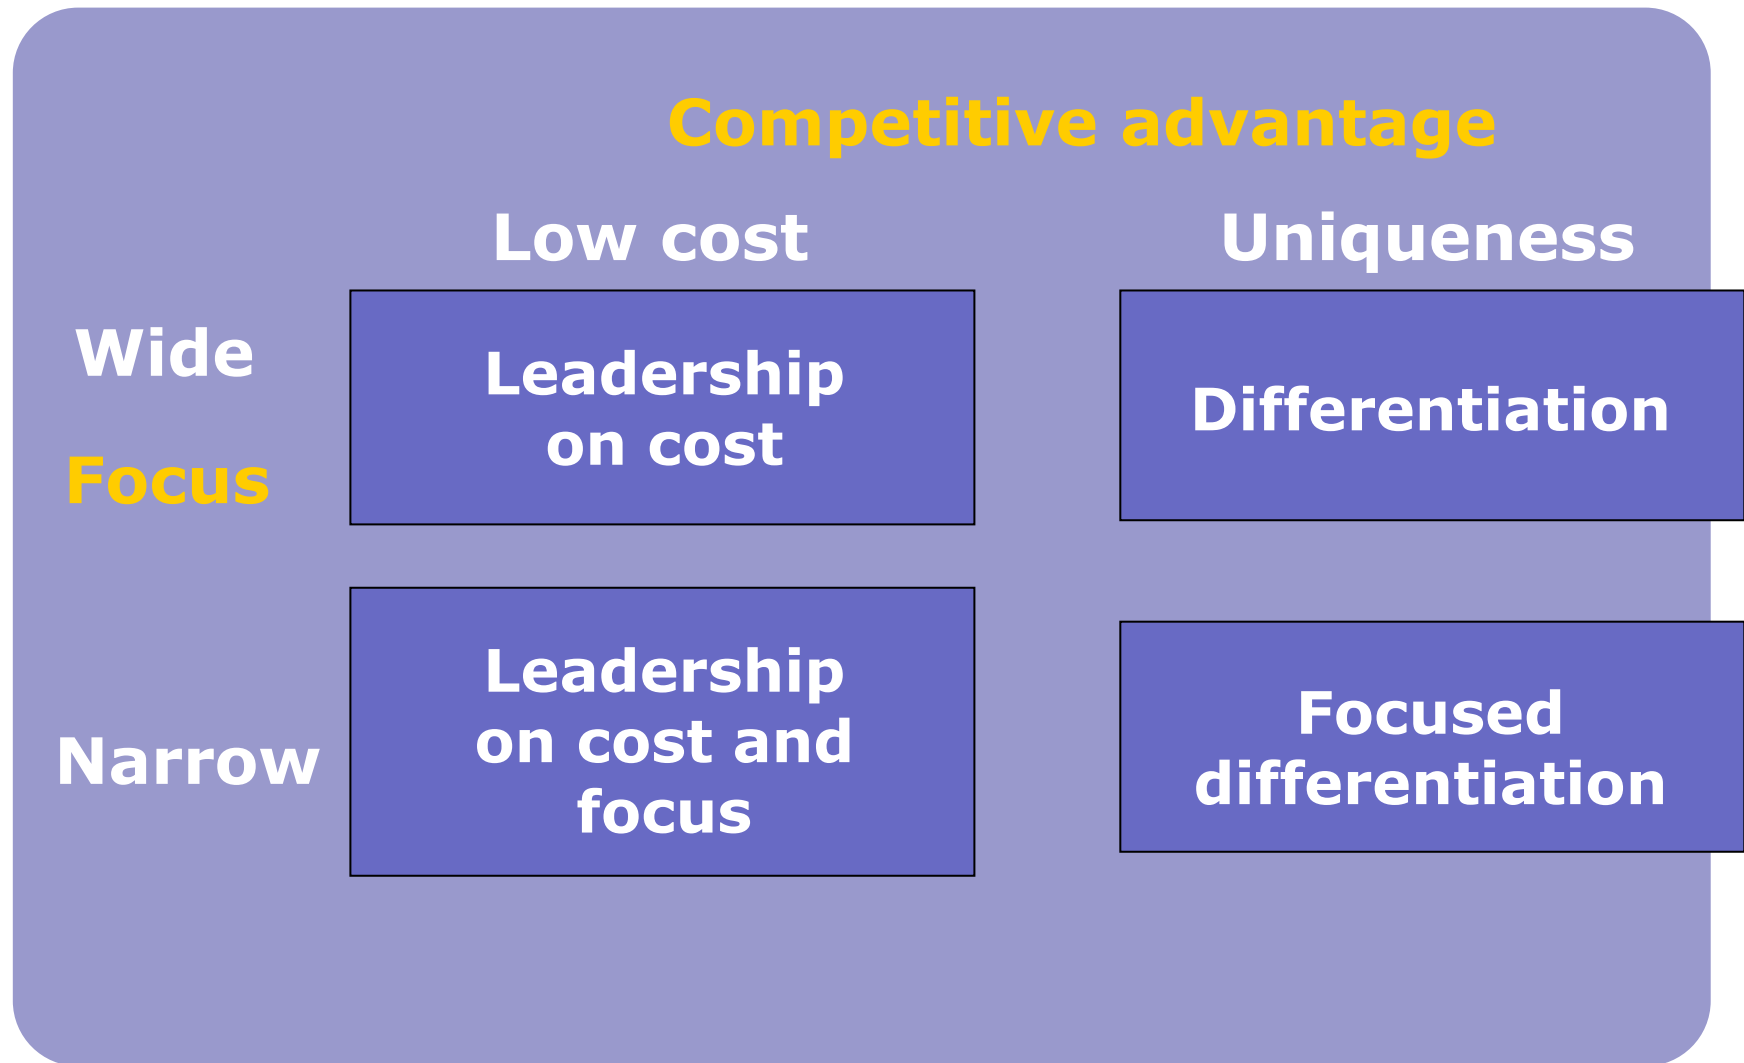 Competitive advantage
Low cost
Uniqueness
Wide
Focus
Leadership
on cost
Differentiation
Narrow
Leadership
on cost and
focus
Focused
differentiation